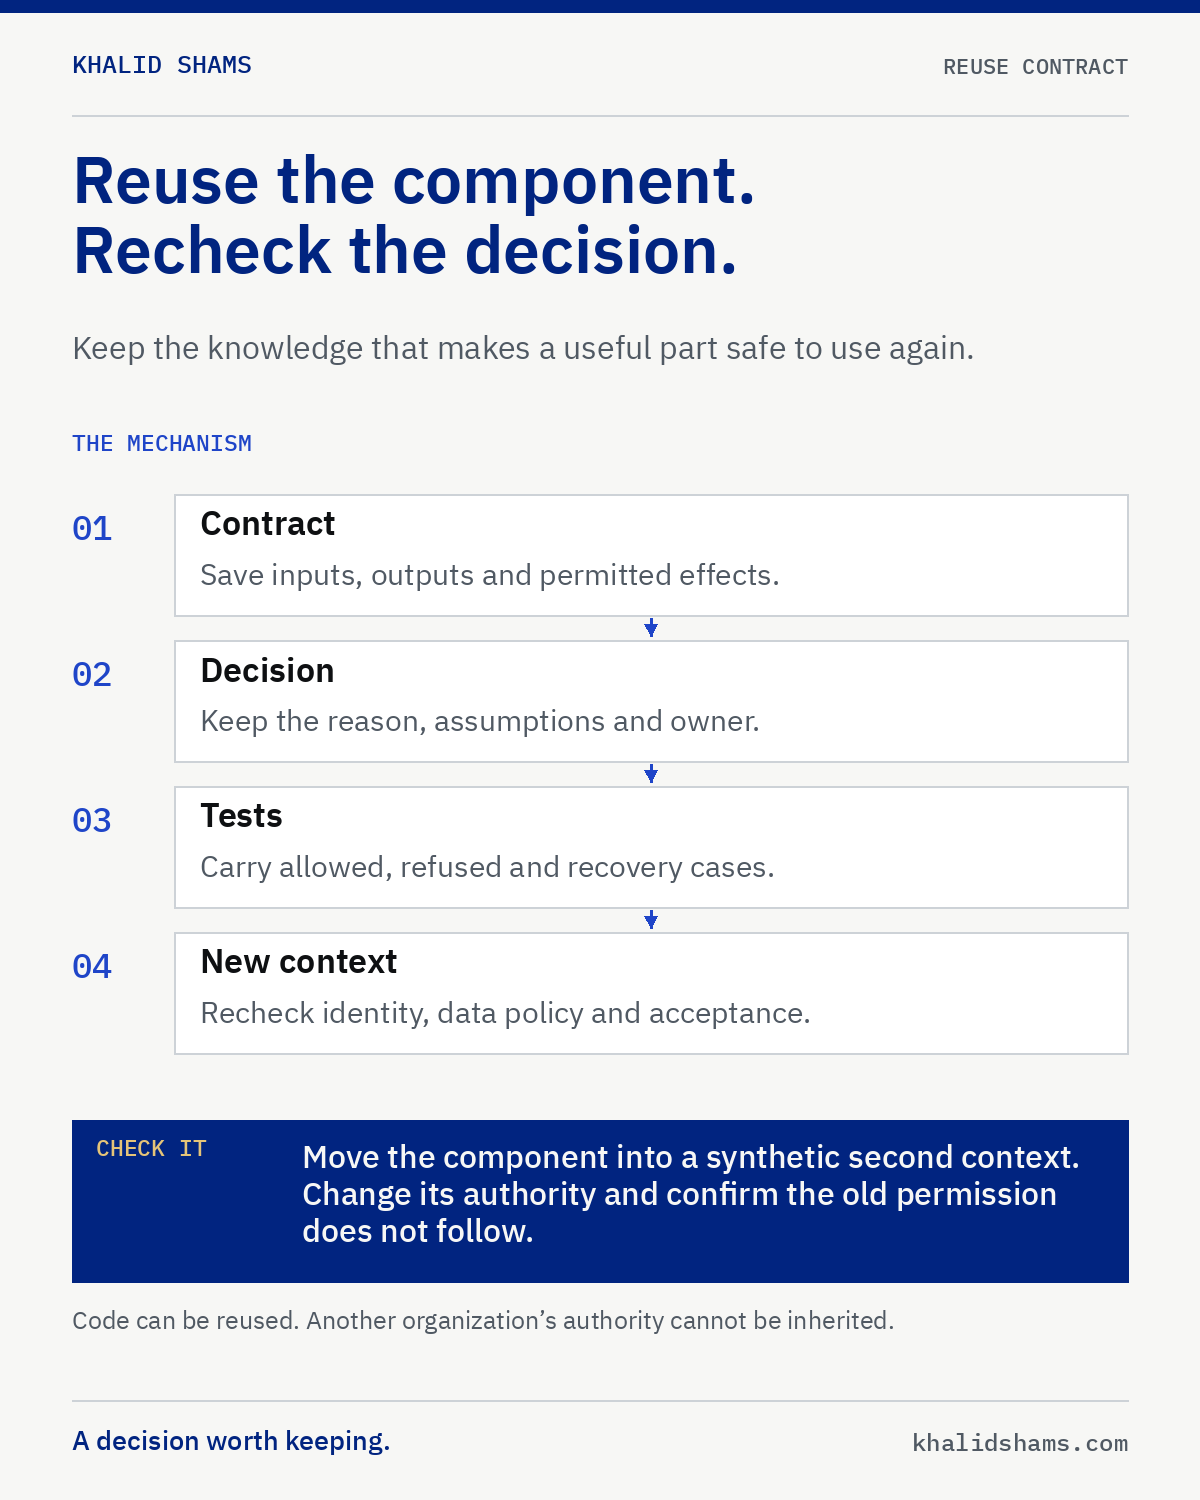 KHALID SHAMS
REUSE CONTRACT
Reuse the component.
Recheck the decision.
Keep the knowledge that makes a useful part safe to use again.
THE MECHANISM
01
Contract
Save inputs, outputs and permitted effects.
02
Decision
Keep the reason, assumptions and owner.
03
Tests
Carry allowed, refused and recovery cases.
04
New context
Recheck identity, data policy and acceptance.
CHECK IT
Move the component into a synthetic second context.
Change its authority and confirm the old permission
does not follow.
Code can be reused. Another organization’s authority cannot be inherited.
A decision worth keeping.
khalidshams.com